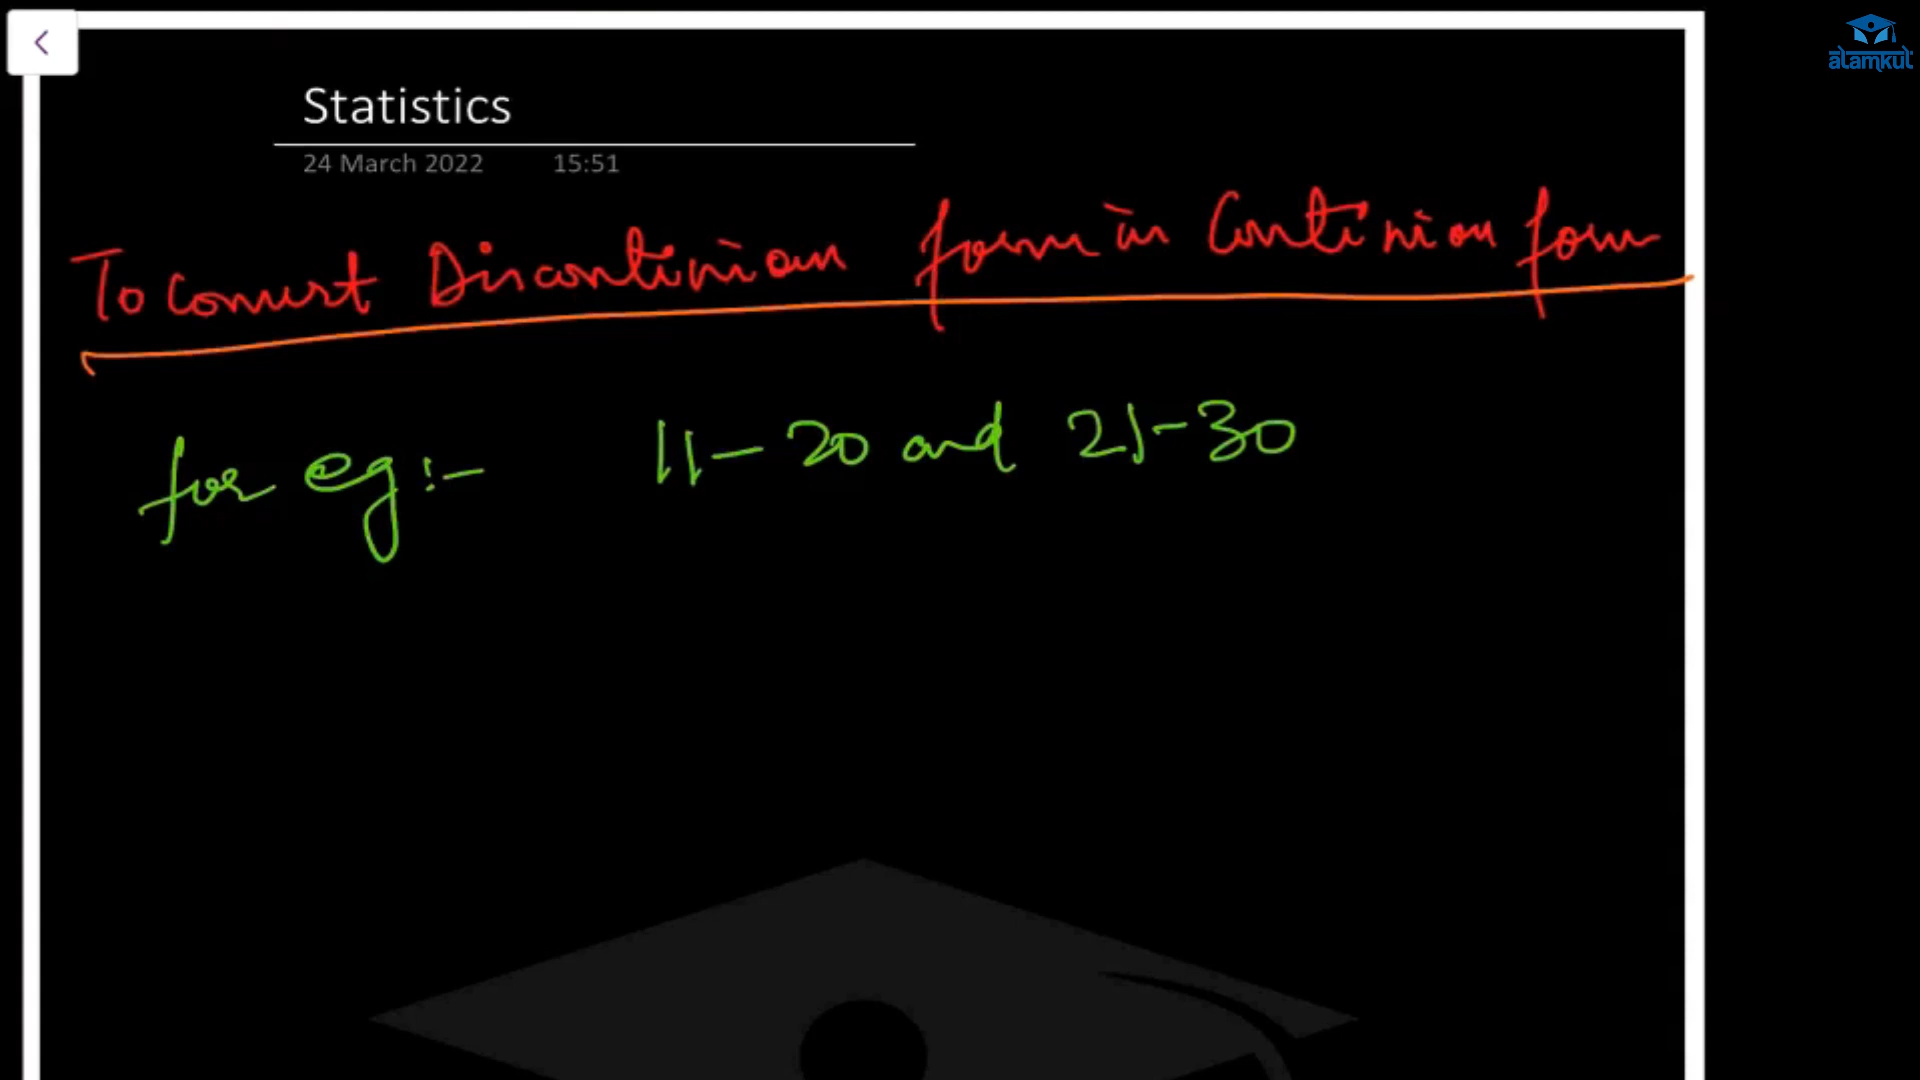 atamkul
Statistics
24 March 2022 15:51
To Convert Discontinious form in Continious form
for eg:- 11-20 and 21-30